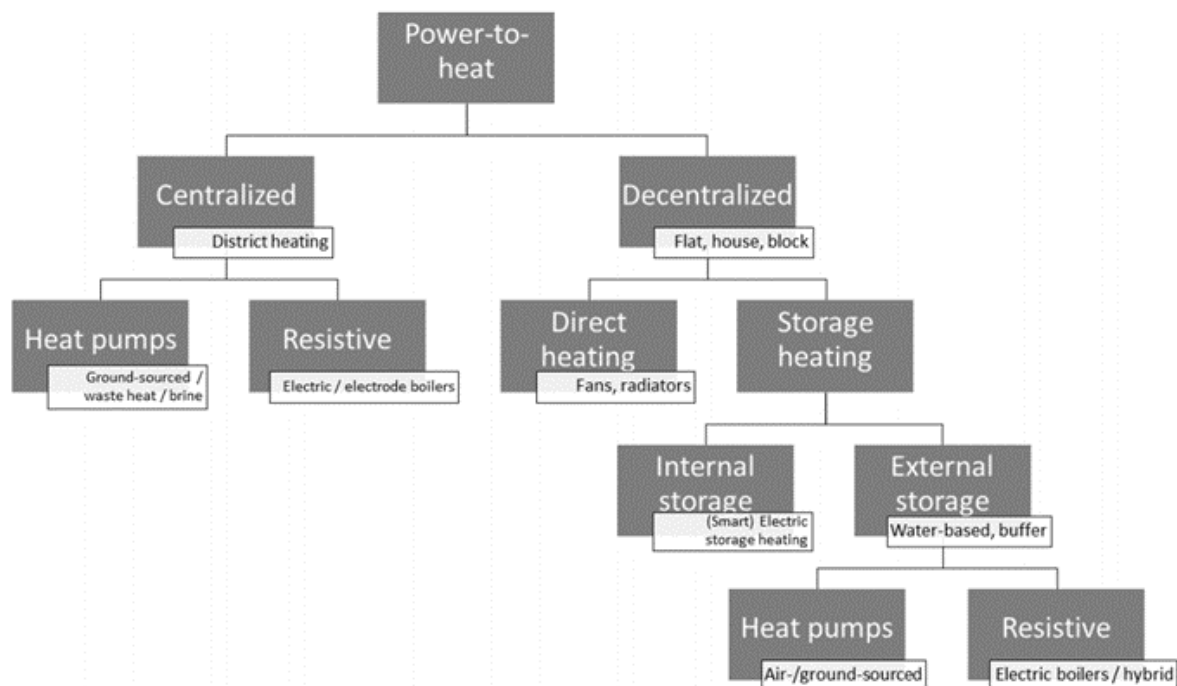 Power-to-
heat
Centralized
District heating
Decentralized
Flat, house, block
Heat pumps
Ground-sourced /
waste heat / brine
Resistive
Electric / electrode boilers
Direct
heating
Fans, radiators
Storage
heating
Internal
storage
(Smart) Electric
storage heating
External
storage
Water-based, buffer
Heat pumps
Air-/ground-sourced
Resistive
Electric boilers / hybrid